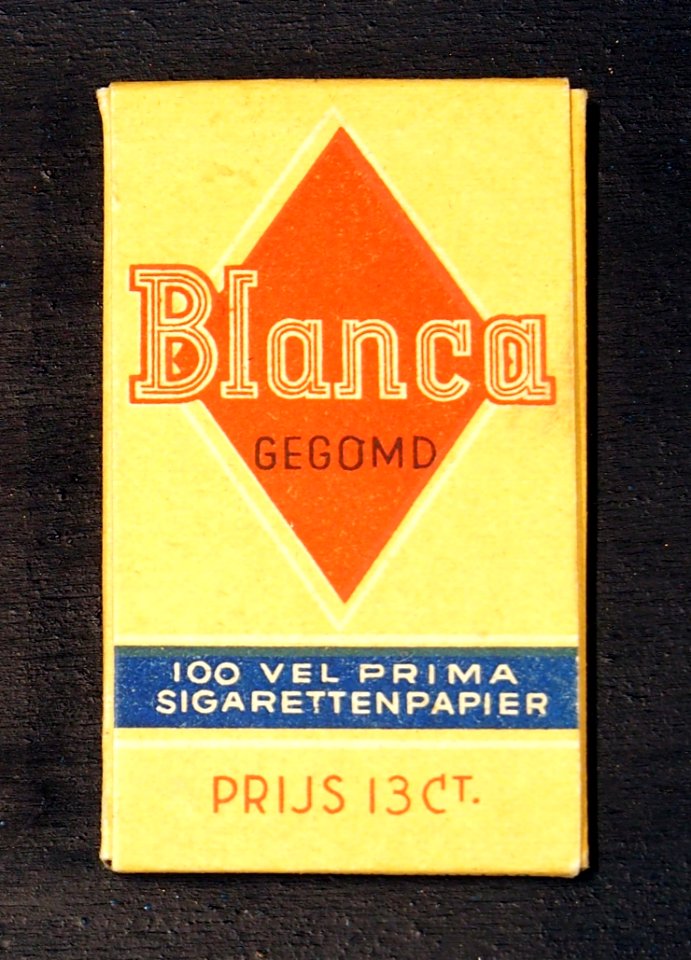 Blanca
GEGOMD
100 VEL PRIMA
SIGARETTENPAPIER
PRIJS 13 CT.